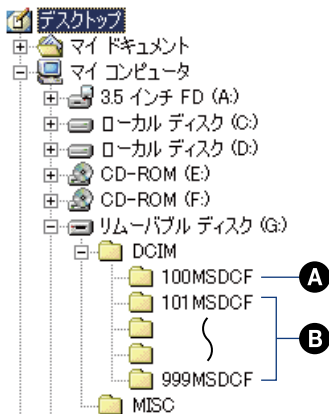 デスクトップ
マイ ドキュメント
マイ コンピュータ
3.5 インチ FD (A:)
ローカル ディスク (C:)
ローカル ディスク (D:)
CD-ROM (E:)
CD-ROM (F:)
リムーバブル ディスク (G:)
DCIM
100MSDCF A
101MSDCF
B
999MSDCF
MISC